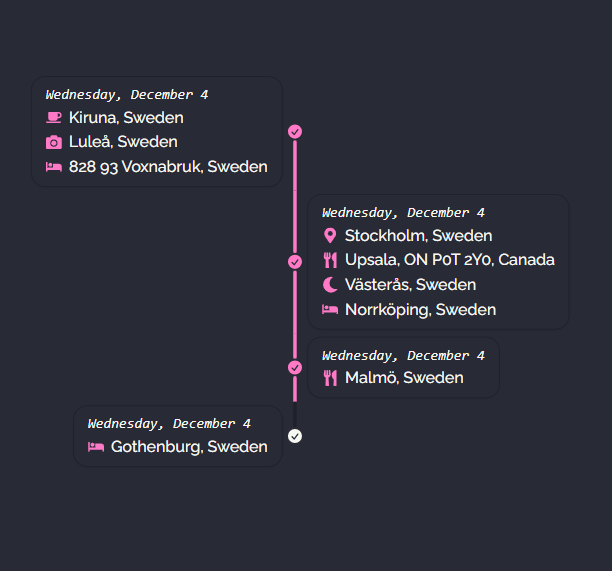 Wednesday, December 4
Kiruna, Sweden
Luleå, Sweden
828 93 Voxnabruk, Sweden
Wednesday, December 4
Stockholm, Sweden
Upsala, ON P0T 2Y0, Canada
Västerås, Sweden
Norrköping, Sweden
Wednesday, December 4
Malmö, Sweden
Wednesday, December 4
Gothenburg, Sweden